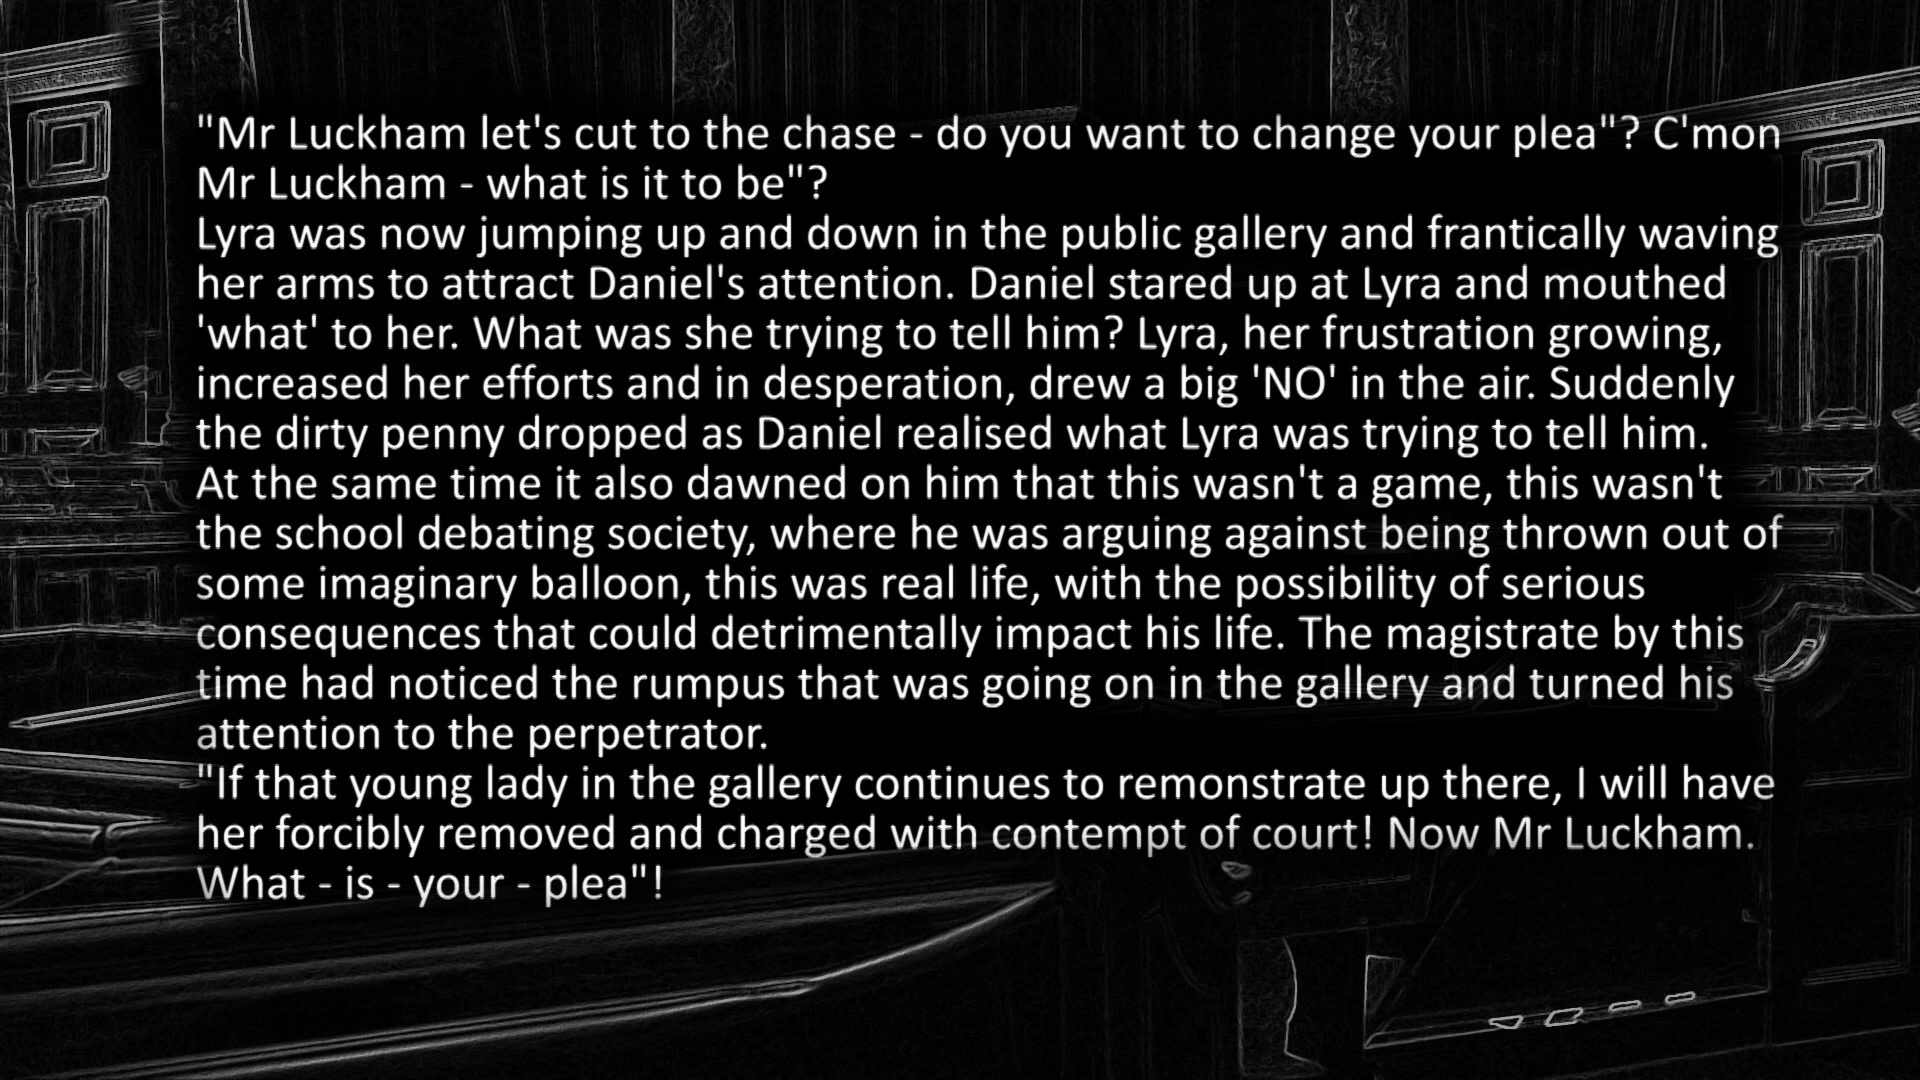 "Mr Luckham let's cut to the chase - do you want to change your plea"? C'mon
Mr Luckham - what is it to be"?
Lyra was now jumping up and down in the public gallery and frantically waving
her arms to attract Daniel's attention. Daniel stared up at Lyra and mouthed
'what' to her. What was she trying to tell him? Lyra, her frustration growing,
increased her efforts and in desperation, drew a big 'NO' in the air. Suddenly
the dirty penny dropped as Daniel realised what Lyra was trying to tell him.
At the same time it also dawned on him that this wasn't a game, this wasn't
the school debating society, where he was arguing against being thrown out of
some imaginary balloon, this was real life, with the possibility of serious
consequences that could detrimentally impact his life. The magistrate by this
time had noticed the rumpus that was going on in the gallery and turned his
attention to the perpetrator.
"If that young lady in the gallery continues to remonstrate up there, I will have
her forcibly removed and charged with contempt of court! Now Mr Luckham.
What - is - your - plea"!